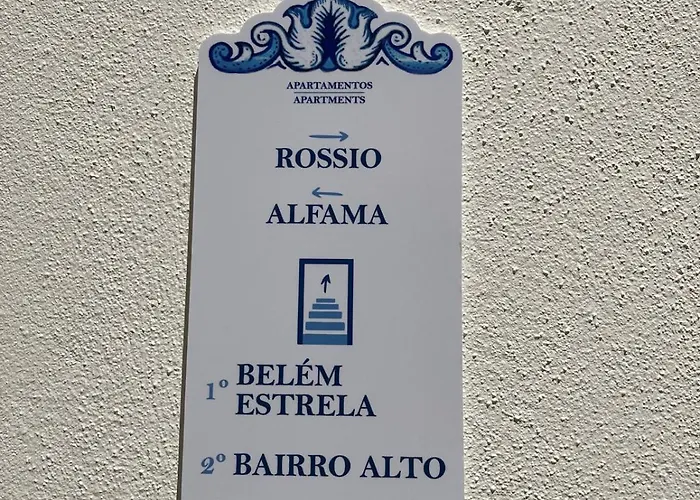 APARTAMENTOS
APARTMENTS
ROSSIO
ALFAMA
1º BELÉM
ESTRELA
2º BAIRRO ALTO